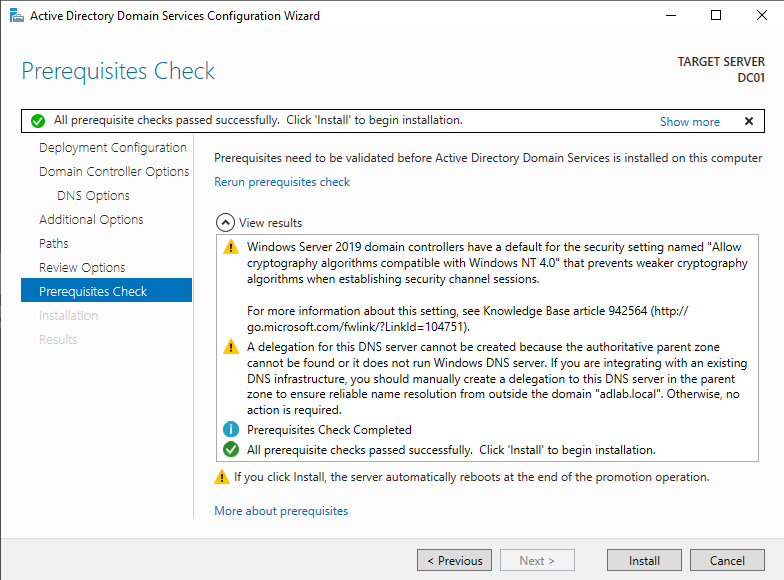 Active Directory Domain Services Configuration Wizard
Prerequisites Check
TARGET SERVER
DC01
All prerequisite checks passed successfully.  Click 'Install' to begin installation.
Show more
Deployment Configuration
Domain Controller Options
DNS Options
Additional Options
Paths
Review Options
Prerequisites Check
Installation
Results
Prerequisites need to be validated before Active Directory Domain Services is installed on this computer
Rerun prerequisites check
View results
Windows Server 2019 domain controllers have a default for the security setting named "Allow
cryptography algorithms compatible with Windows NT 4.0" that prevents weaker cryptography
algorithms when establishing security channel sessions.
For more information about this setting, see Knowledge Base article 942564 (http://
go.microsoft.com/fwlink/?LinkId=104751).
A delegation for this DNS server cannot be created because the authoritative parent zone
cannot be found or it does not run Windows DNS server. If you are integrating with an existing
DNS infrastructure, you should manually create a delegation to this DNS server in the parent
zone to ensure reliable name resolution from outside the domain "adlab.local". Otherwise, no
action is required.
Prerequisites Check Completed
All prerequisite checks passed successfully.  Click 'Install' to begin installation.
If you click Install, the server automatically reboots at the end of the promotion operation.
More about prerequisites
< Previous
Next >
Install
Cancel